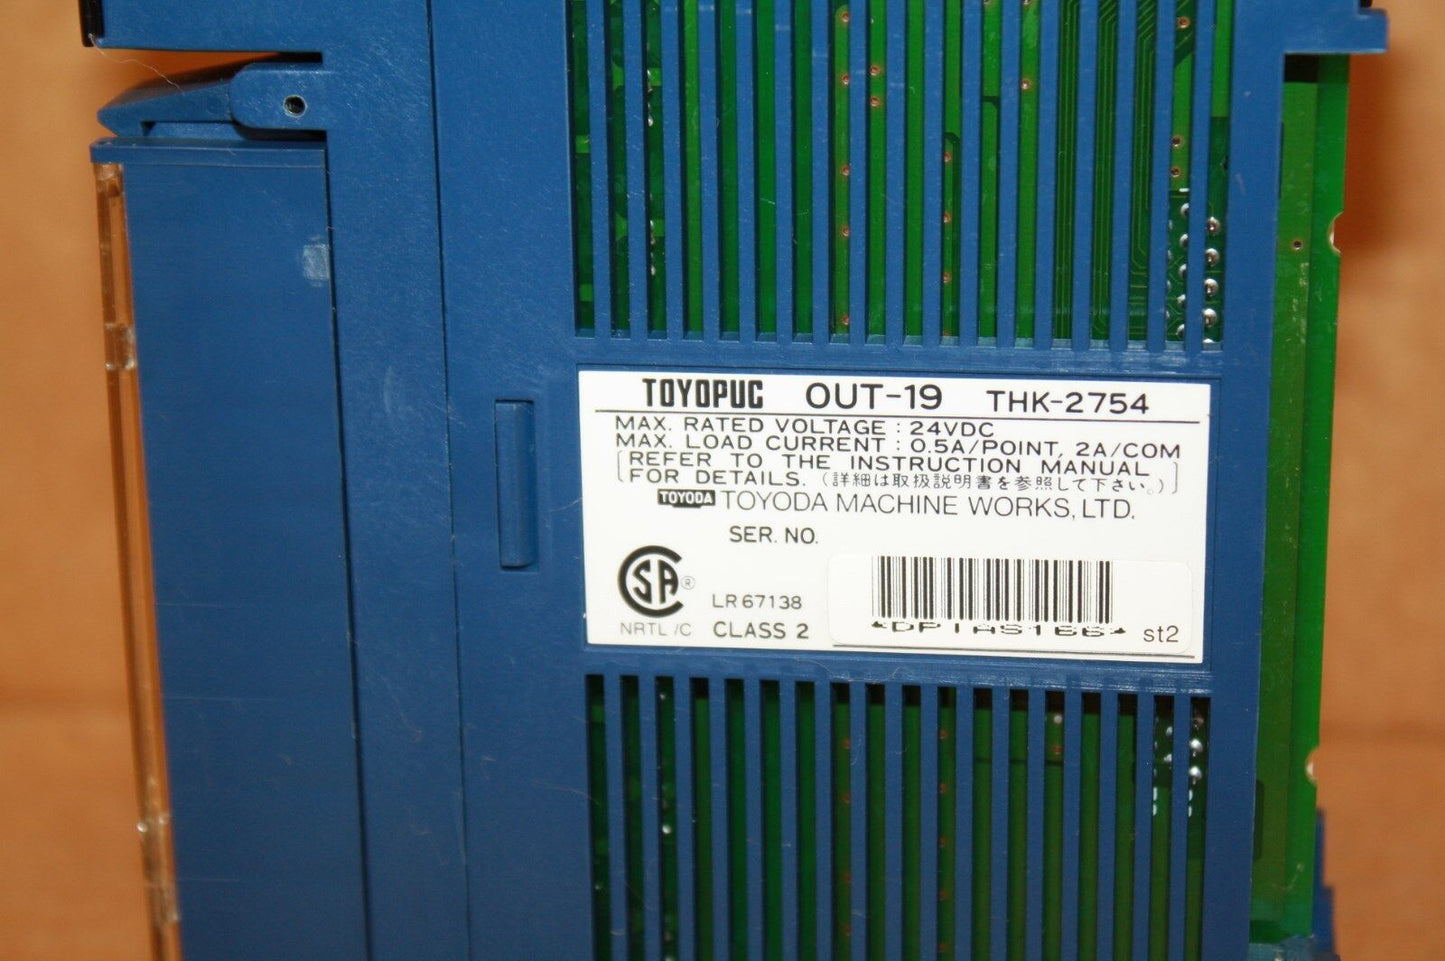 TOYOPUC OUT-19 THK-2754
MAX. RATED VOLTAGE : 24VDC
MAX. LOAD CURRENT : 0.5A/POINT, 2A/COM
[REFER TO THE INSTRUCTION MANUAL
FOR DETAILS. (詳細は取扱説明書を参照して下さい。)]
TOYODA TOYODA MACHINE WORKS, LTD.
SER. NO.
CSA ® LR 67138
NRTL/C CLASS 2
*DPIAS166* st2